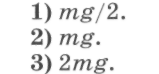 1) mg/2.
2) mg.
3) 2mg.